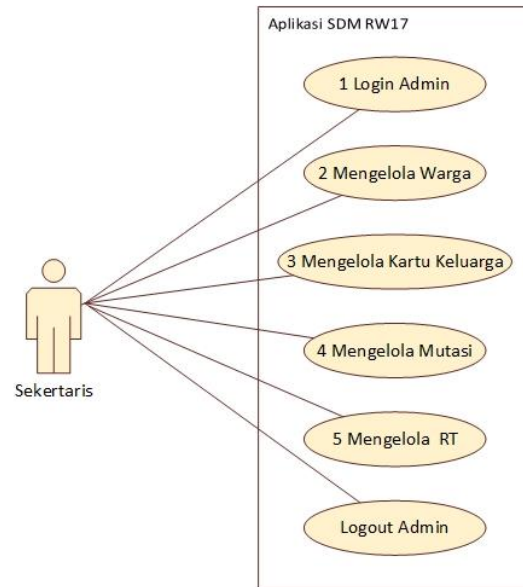 Aplikasi SDM RW17
1 Login Admin
2 Mengelola Warga
3 Mengelola Kartu Keluarga
4 Mengelola Mutasi
5 Mengelola RT
Logout Admin
Sekertaris